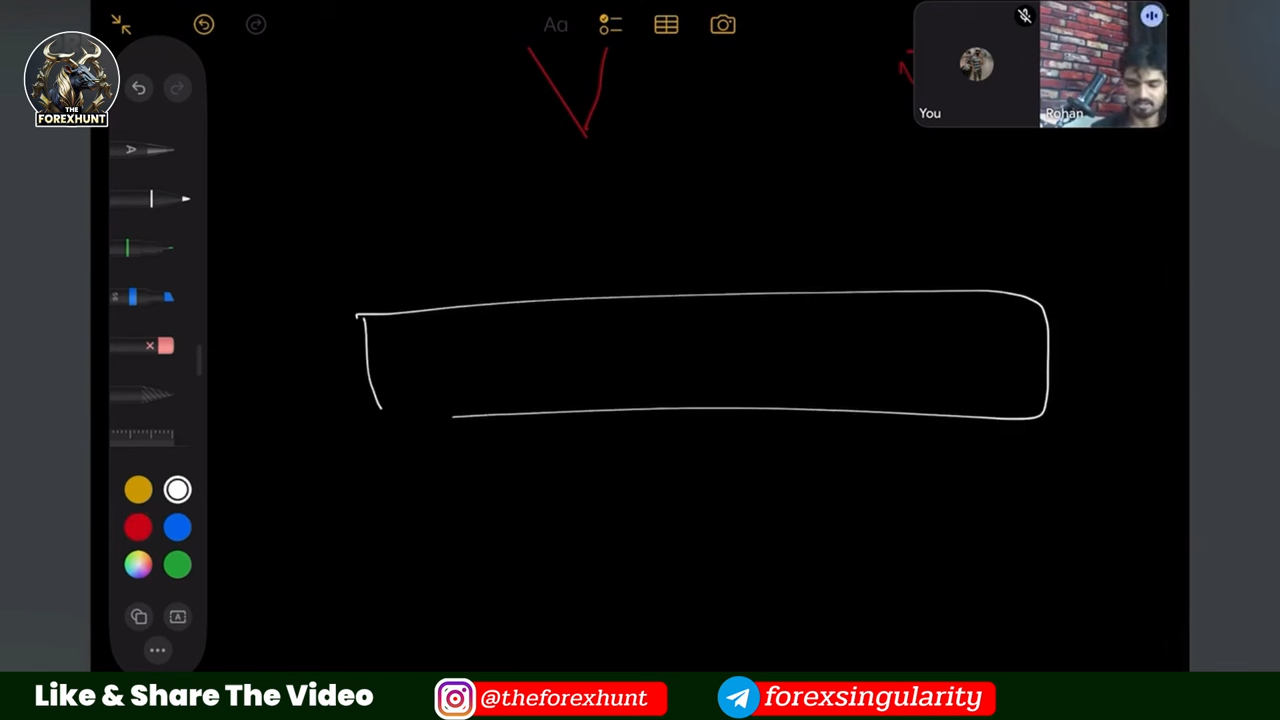 Aa
You
Rohan
THE
FOREXHUNT
A
A
Like & Share The Video
@theforexhunt
forexsingularity